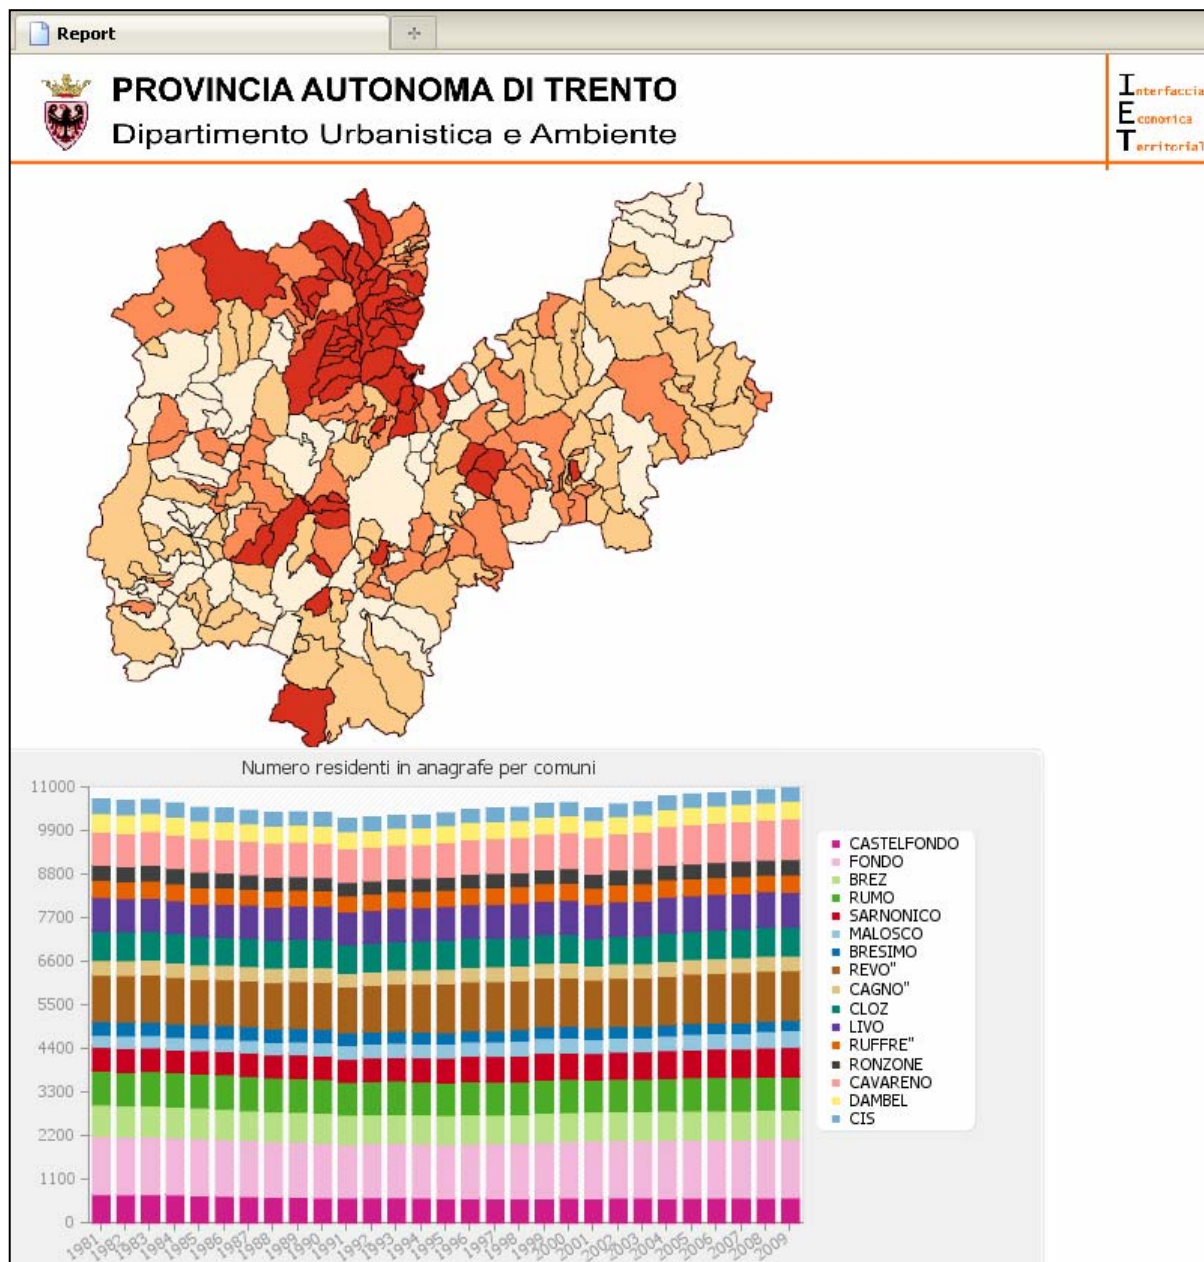 Report
PROVINCIA AUTONOMA DI TRENTO
Dipartimento Urbanistica e Ambiente
Interfaccia
Economica
Territorial
Numero residenti in anagrafe per comuni
11000
9900
8800
7700
6600
5500
4400
3300
2200
1100
0
1981
1982
1983
1984
1985
1986
1987
1988
1989
1990
1991
1992
1993
1994
1995
1996
1997
1998
1999
2000
2001
2002
2003
2004
2005
2006
2007
2008
2009
CASTELFONDO
FONDO
BREZ
RUMO
SARNONICO
MALOSCO
BRESIMO
REVO"
CAGNO"
CLOZ
LIVO
RUFFRE"
RONZONE
CAVARENO
DAMBEL
CIS